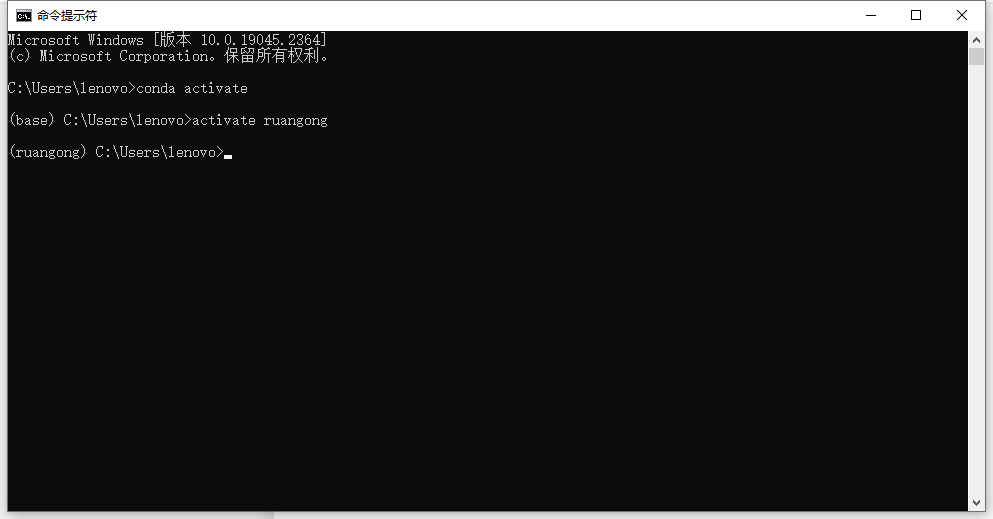 命令提示符
Microsoft Windows [版本 10.0.19045.2364]
(c) Microsoft Corporation。保留所有权利。
C:\Users\lenovo>conda activate
(base) C:\Users\lenovo>activate ruangong
(ruangong) C:\Users\lenovo>